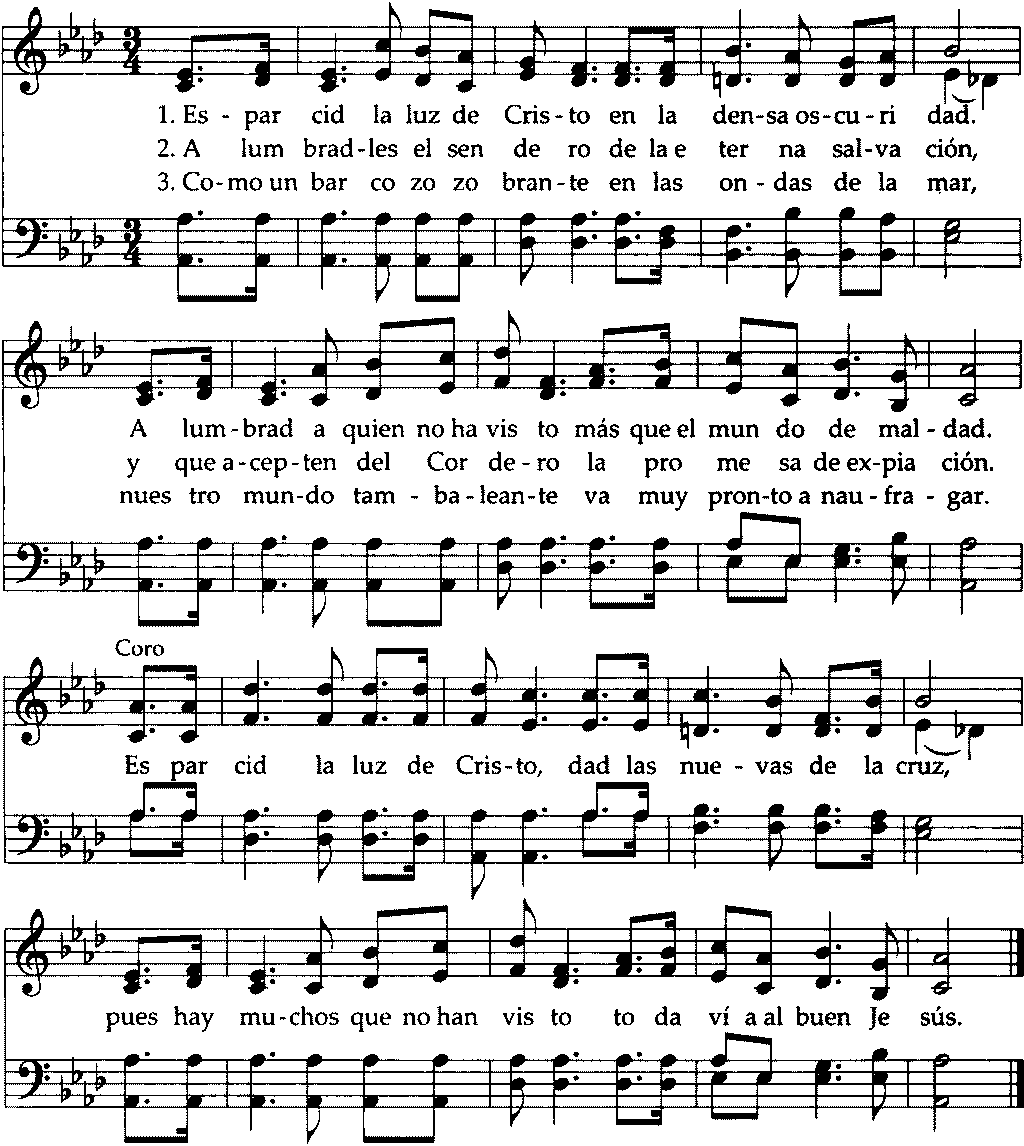 1. Es - par cid la luz de Cris - to en la den - sa os - cu - ri dad.
2. A lum brad - les el sen de ro de la e ter na sal - va ción,
3. Co - mo un bar co zo zo bran - te en las on - das de la mar,
A lum - brad a quien no ha vis to más que el mun do de mal - dad.
y que a - cep - ten del Cor de - ro la pro me sa de ex - pia ción.
nues tro mun - do tam - ba - lean - te va muy pron - to a nau - fra - gar.
Coro
Es par cid la luz de Cris - to, dad las nue - vas de la cruz,
pues hay mu - chos que no han vis to to da ví a al buen Je sús.